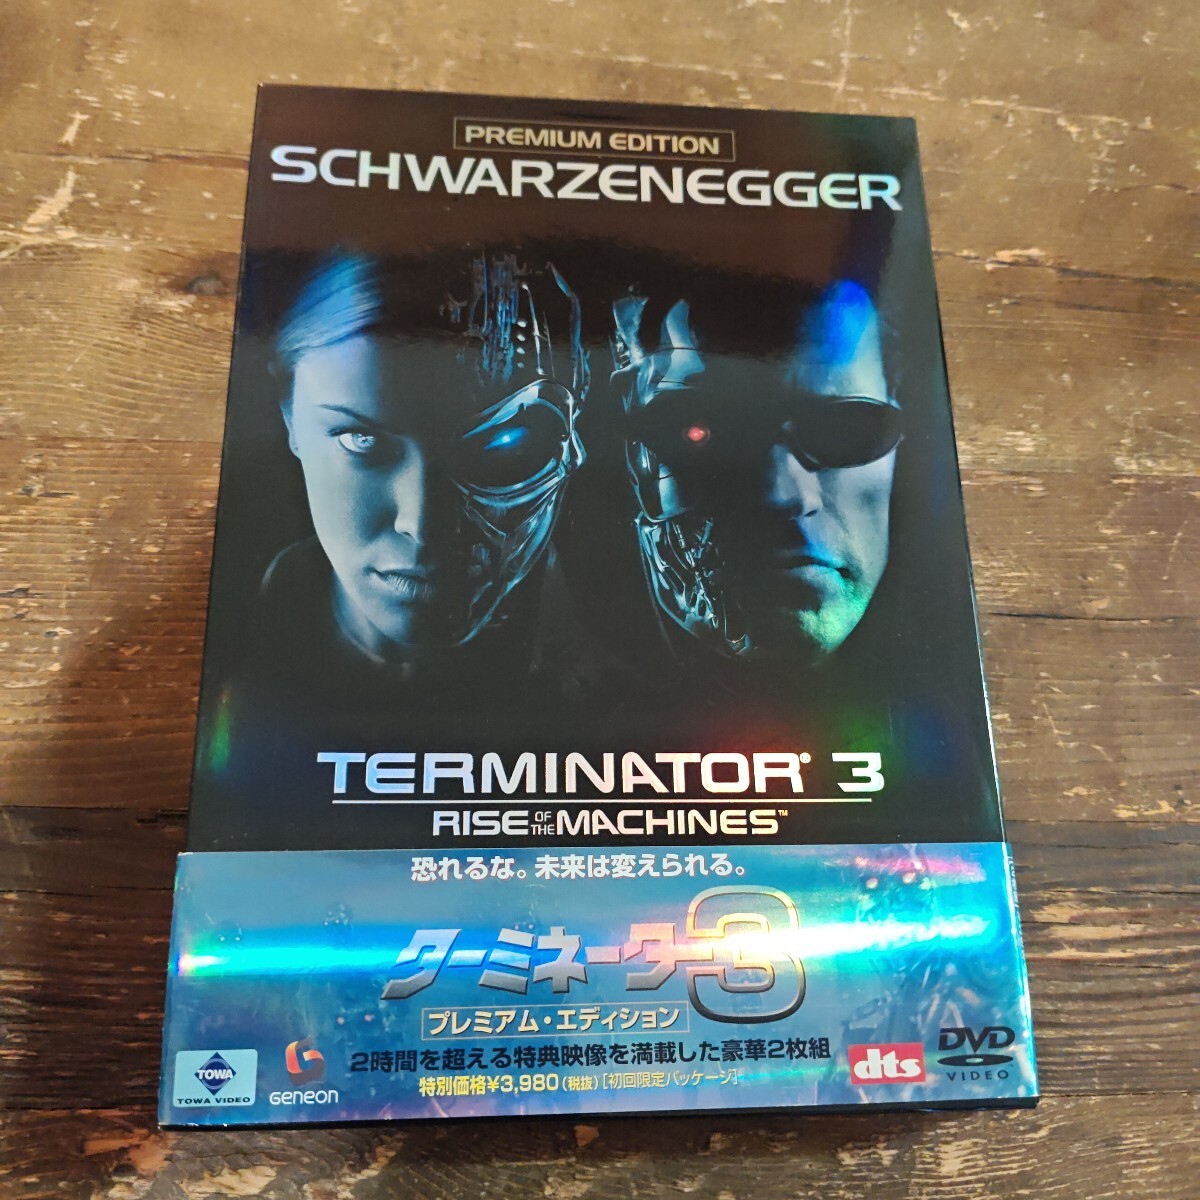 PREMIUM EDITION
SCHWARZENEGGER
TERMINATOR® 3
RISE OF THE MACHINES™
恐れるな。未来は変えられる。
ターミネーター3
プレミアム・エディション
2時間を超える特典映像を満載した豪華2枚組
特別価格¥3,980(税抜)[初回限定パッケージ]
TOWA
TOWA VIDEO
GENEON
dts
DVD
VIDEO